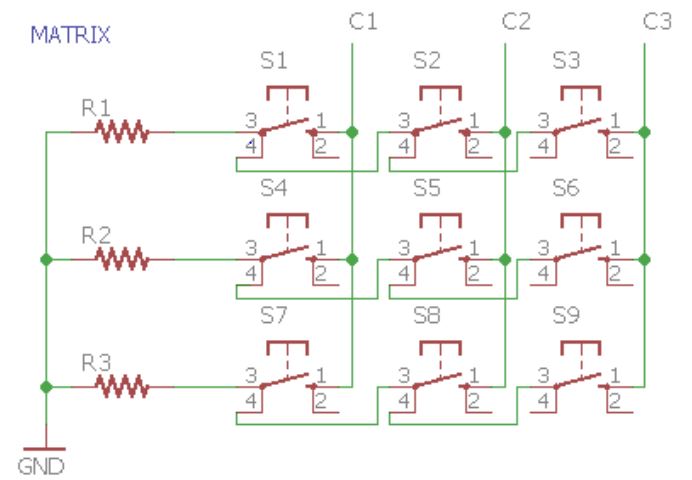 MATRIX
C1 C2 C3
S1 S2 S3
R1
3 1 3 1 3 1
4 2 4 2 4 2
S4 S5 S6
R2
3 1 3 1 3 1
4 2 4 2 4 2
S7 S8 S9
R3
3 1 3 1 3 1
4 2 4 2 4 2
GND